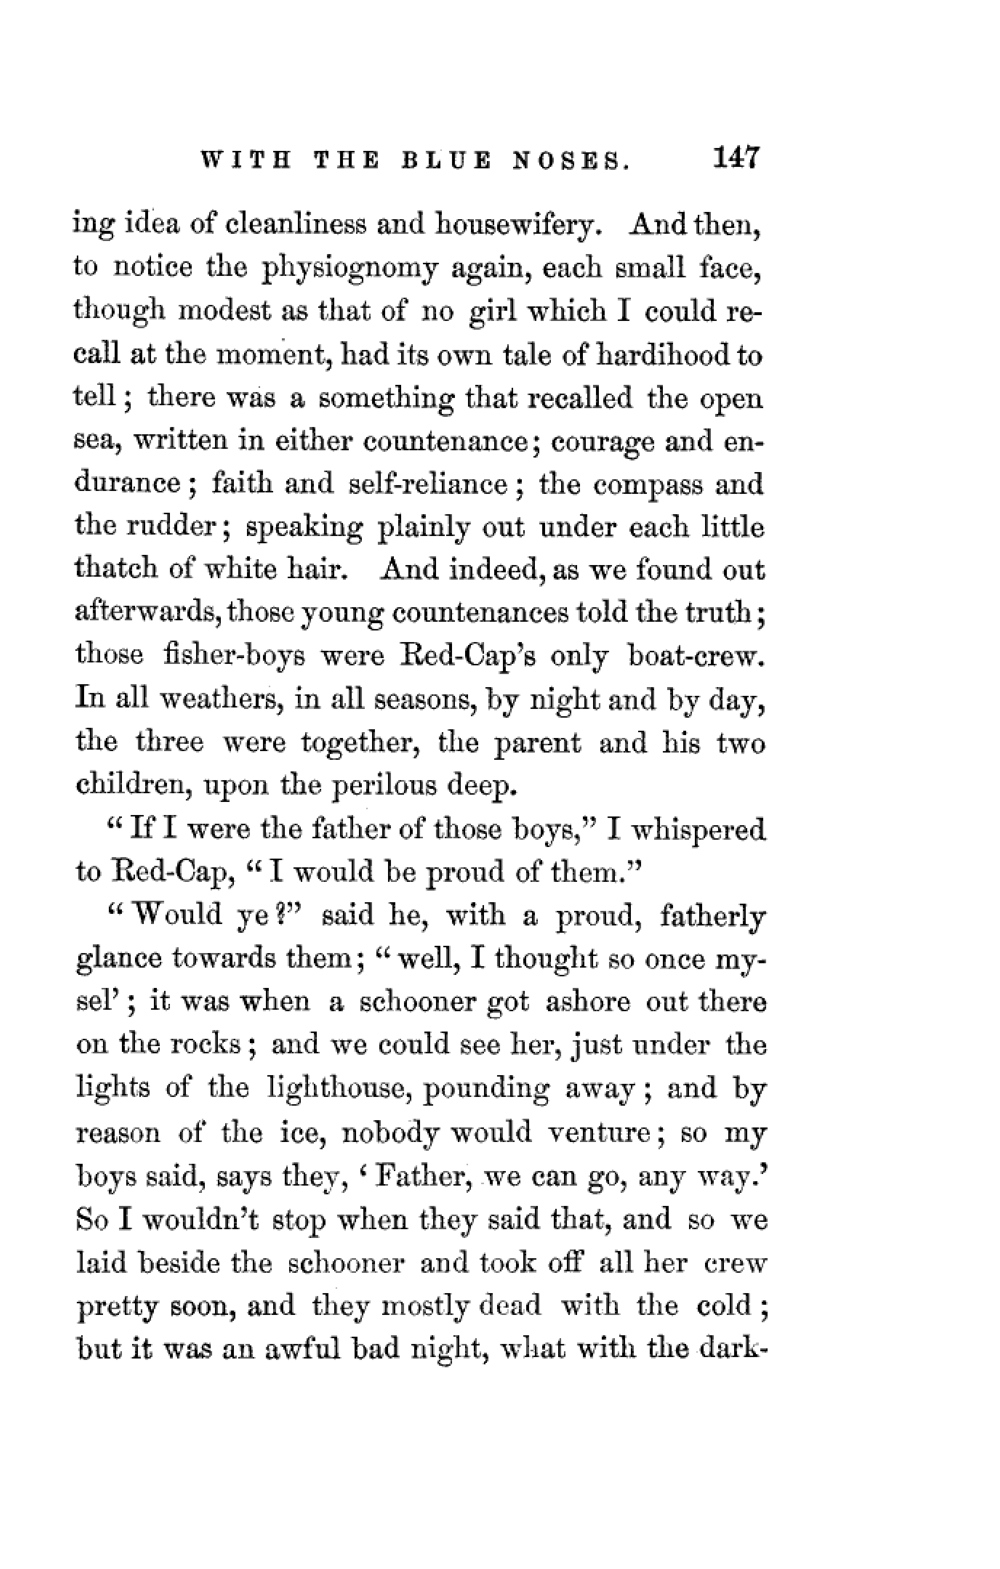 WITH THE BLUE NOSES. 147
ing idea of cleanliness and housewifery. And then,
to notice the physiognomy again, each small face,
though modest as that of no girl which I could re-
call at the moment, had its own tale of hardihood to
tell; there was a something that recalled the open
sea, written in either countenance; courage and en-
durance; faith and self-reliance; the compass and
the rudder; speaking plainly out under each little
thatch of white hair. And indeed, as we found out
afterwards, those young countenances told the truth;
those fisher-boys were Red-Cap's only boat-crew.
In all weathers, in all seasons, by night and by day,
the three were together, the parent and his two
children, upon the perilous deep.
“If I were the father of those boys,” I whispered
to Red-Cap, “I would be proud of them.”
“Would ye?” said he, with a proud, fatherly
glance towards them; “well, I thought so once my-
sel’; it was when a schooner got ashore out there
on the rocks; and we could see her, just under the
lights of the lighthouse, pounding away; and by
reason of the ice, nobody would venture; so my
boys said, says they, ‘Father, we can go, any way.’
So I wouldn’t stop when they said that, and so we
laid beside the schooner and took off all her crew
pretty soon, and they mostly dead with the cold;
but it was an awful bad night, what with the dark-